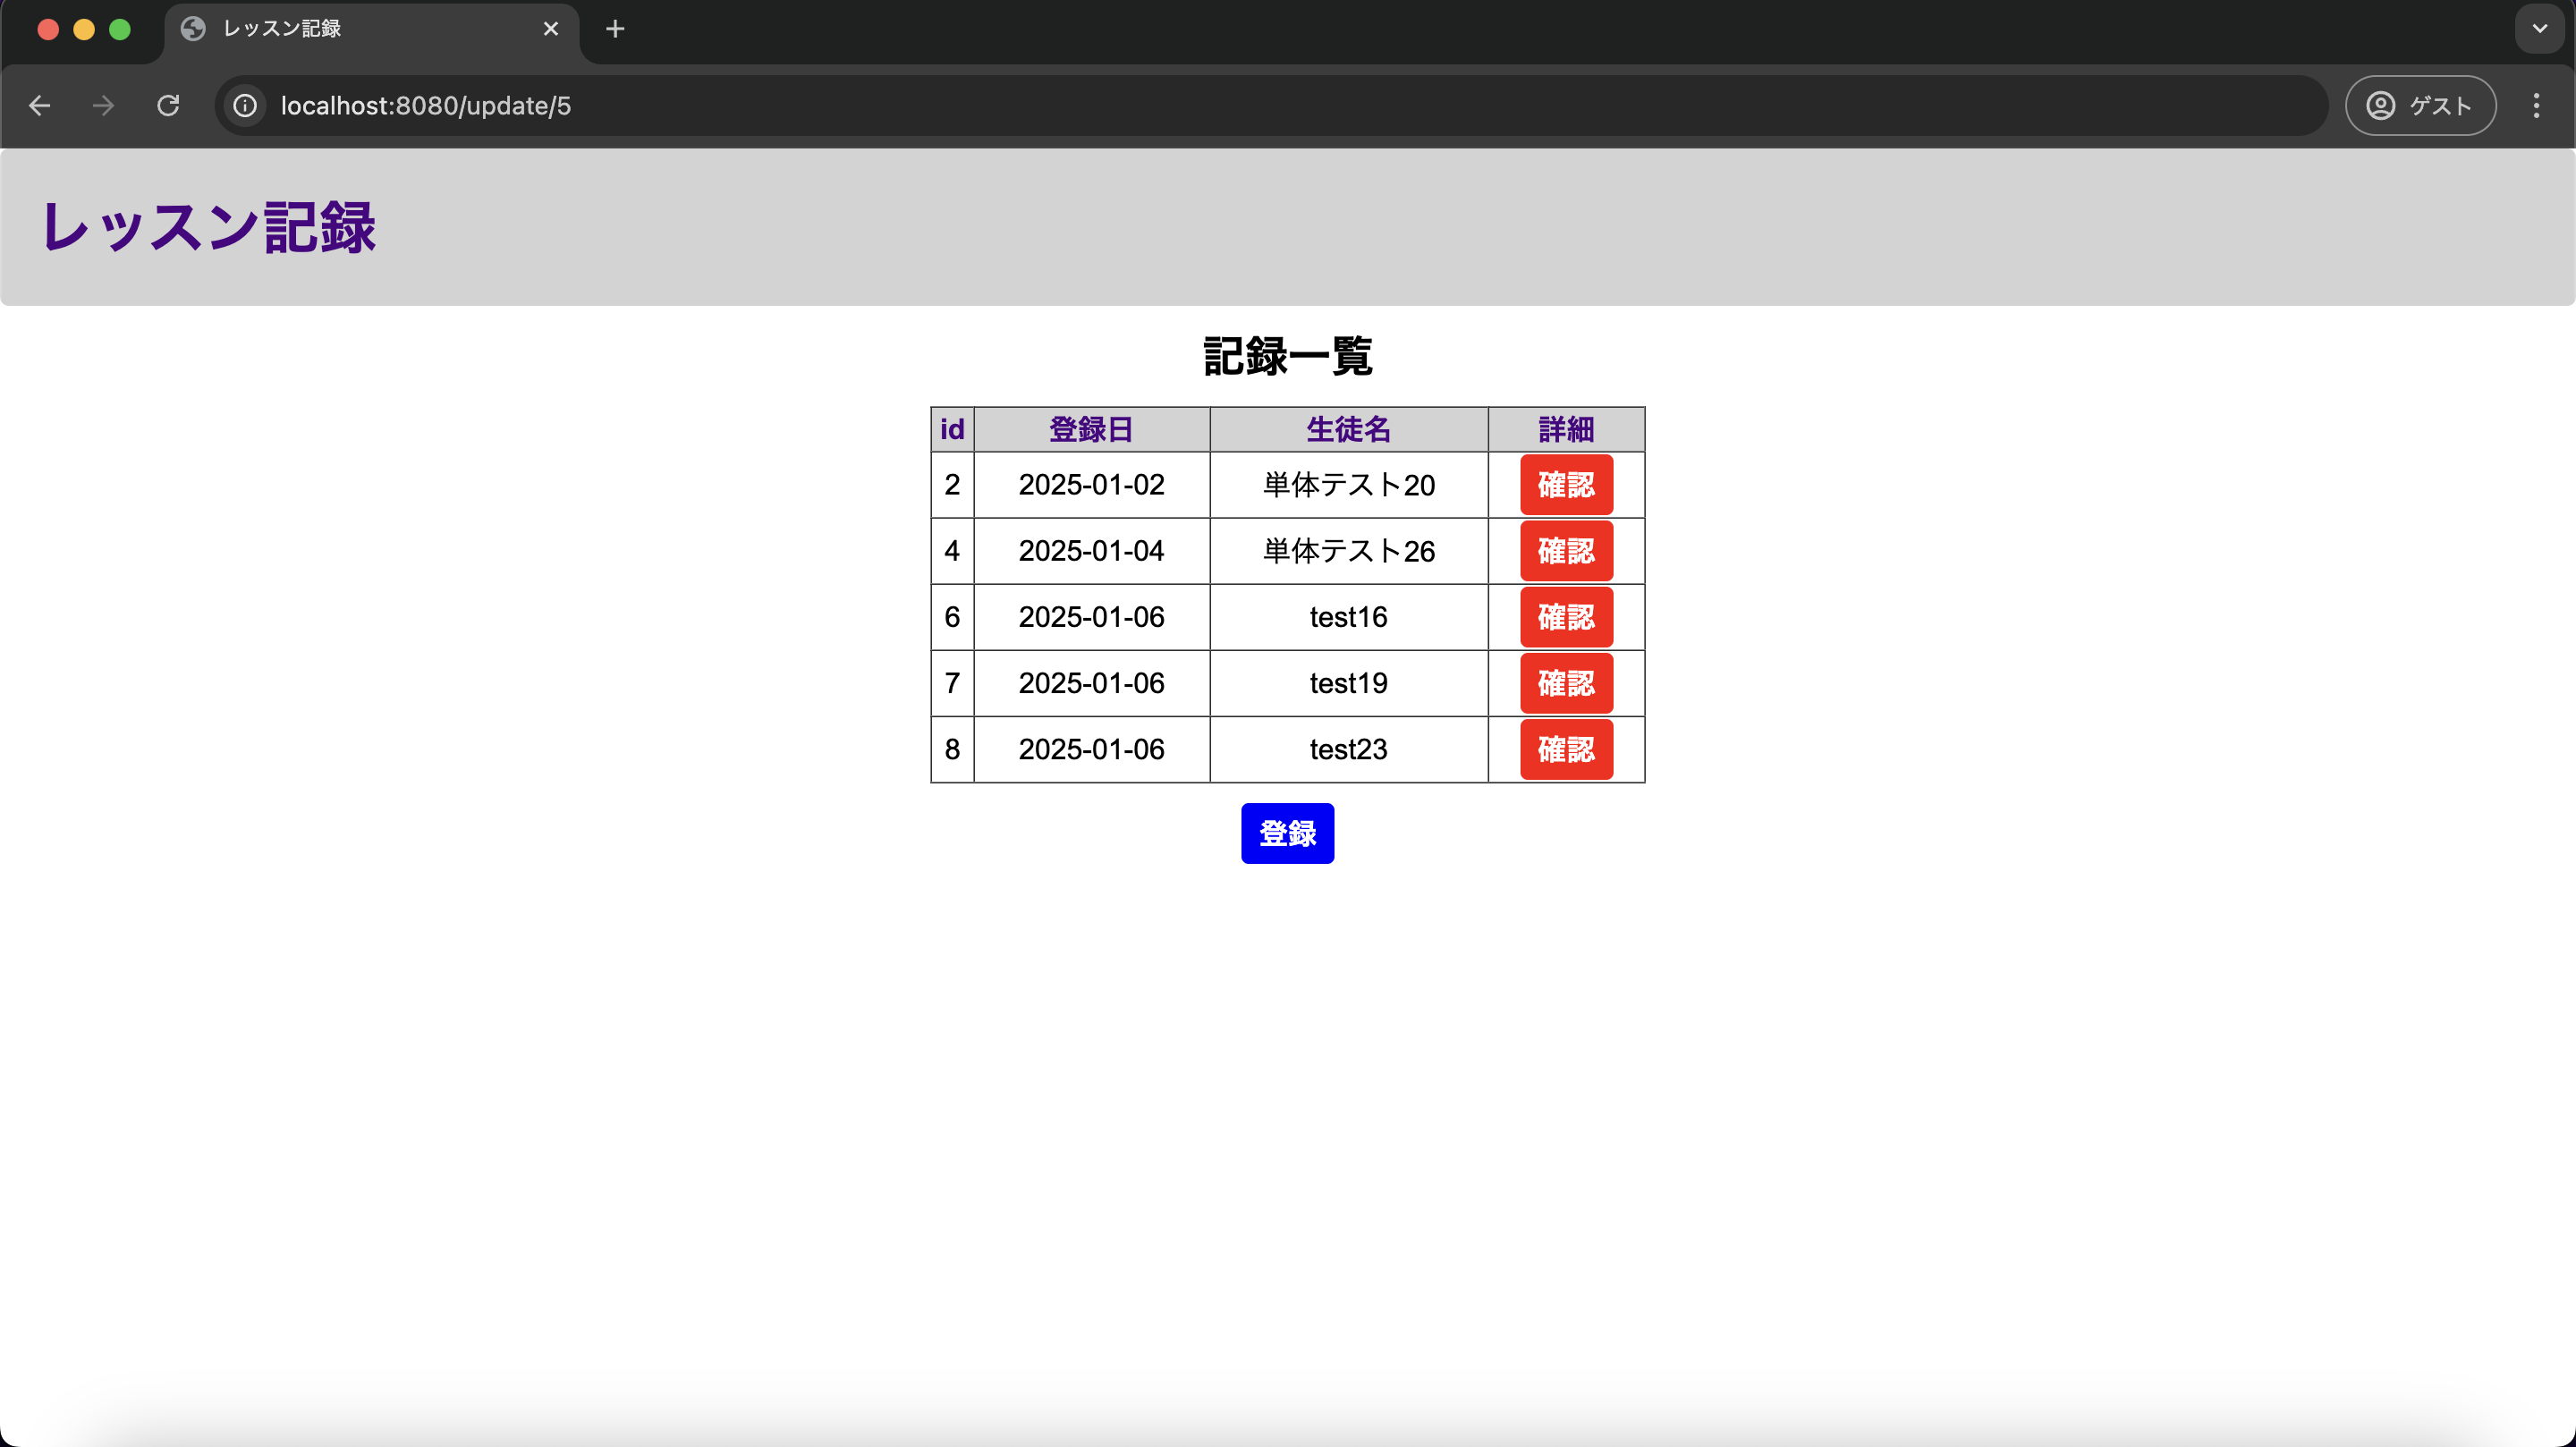 レッスン記録
localhost:8080/update/5
ゲスト
レッスン記録
記録一覧
id 登録日 生徒名 詳細
2 2025-01-02 単体テスト20 確認
4 2025-01-04 単体テスト26 確認
6 2025-01-06 test16 確認
7 2025-01-06 test19 確認
8 2025-01-06 test23 確認
登録